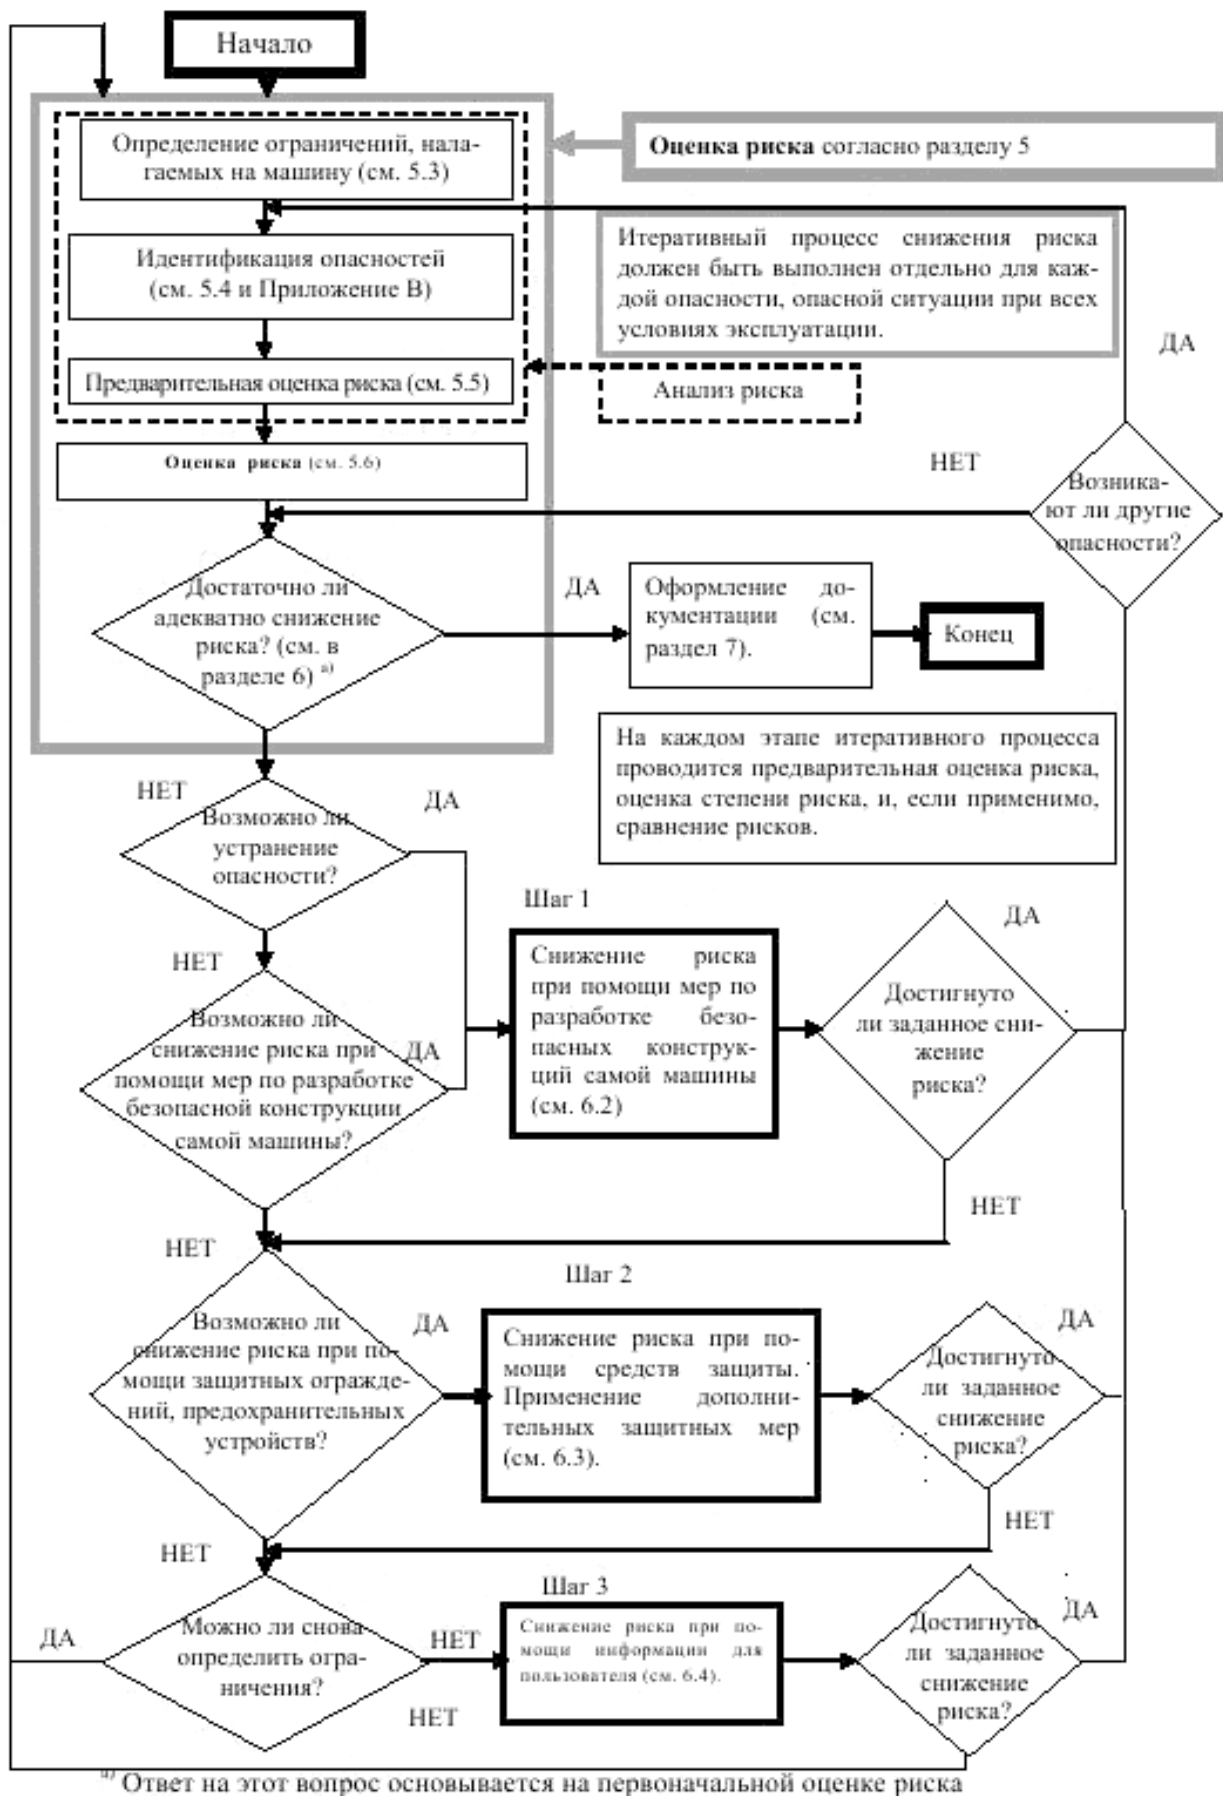 Начало
Определение ограничений, нала-
гаемых на машину (см. 5.3)
Оценка риска согласно разделу 5
Идентификация опасностей
(см. 5.4 и Приложение В)
Итеративный процесс снижения риска
должен быть выполнен отдельно для каж-
дой опасности, опасной ситуации при всех
условиях эксплуатации.
ДА
Предварительная оценка риска (см. 5.5)
Анализ риска
Оценка риска (см. 5.6)
НЕТ
Возника-
ют ли другие
опасности?
Достаточно ли
адекватно снижение
риска? (см. в
разделе 6) а)
ДА
Оформление до-
кументации (см.
раздел 7).
Конец
На каждом этапе итеративного процесса
проводится предварительная оценка риска,
оценка степени риска, и, если применимо,
сравнение рисков.
НЕТ
ДА
Возможно ли
устранение
опасности?
Шаг 1
НЕТ
Возможно ли
снижение риска при
помощи мер по разработке
безопасной конструкции
самой машины?
ДА
Снижение риска
при помощи мер по
разработке безо-
пасных конструк-
ций самой машины
(см. 6.2)
ДА
Достигнуто
ли заданное сни-
жение
риска?
НЕТ
НЕТ
Шаг 2
Возможно ли
снижение риска при по-
мощи защитных огражде-
ний, предохранительных
устройств?
ДА
Снижение риска при по-
мощи средств защиты.
Применение дополни-
тельных защитных мер
(см. 6.3).
ДА
Достигнуто
ли заданное
снижение
риска?
НЕТ
НЕТ
Шаг 3
ДА
Можно ли снова
определить огра-
ничения?
НЕТ
НЕТ
Снижение риска при по-
мощи информации для
пользователя (см. 6.4).
Достигнуто
ли заданное
снижение
риска?
ДА
а) Ответ на этот вопрос основывается на первоначальной оценке риска